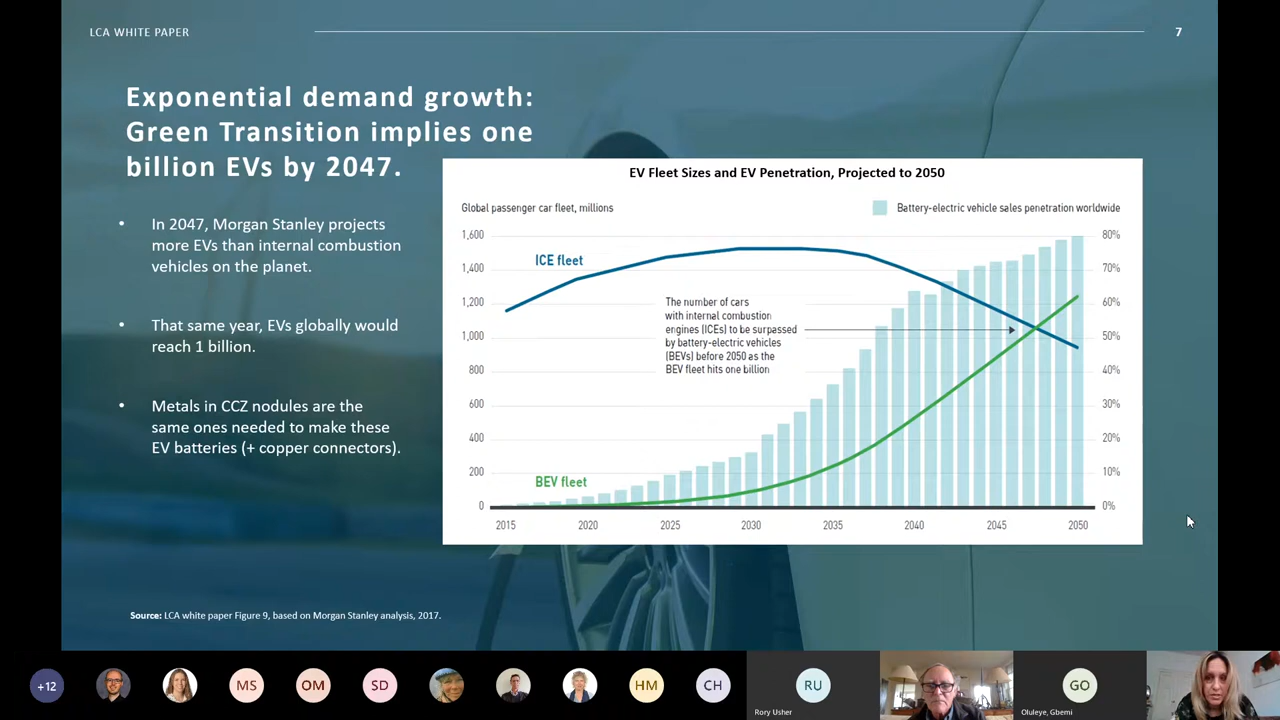 LCA WHITE PAPER
7
Exponential demand growth:
Green Transition implies one
billion EVs by 2047.
• In 2047, Morgan Stanley projects
more EVs than internal combustion
vehicles on the planet.
• That same year, EVs globally would
reach 1 billion.
• Metals in CCZ nodules are the
same ones needed to make these
EV batteries (+ copper connectors).
EV Fleet Sizes and EV Penetration, Projected to 2050
Global passenger car fleet, millions
Battery-electric vehicle sales penetration worldwide
1,600
1,400
1,200
1,000
800
600
400
200
0
ICE fleet
The number of cars
with internal combustion
engines (ICEs) to be surpassed
by battery-electric vehicles
(BEVs) before 2050 as the
BEV fleet hits one billion
BEV fleet
80%
70%
60%
50%
40%
30%
20%
10%
0%
2015 2020 2025 2030 2035 2040 2045 2050
Source: LCA white paper Figure 9, based on Morgan Stanley analysis, 2017.
+12 MS OM SD HM CH RU GO
Rory Usher
Oluleye, Gbemi